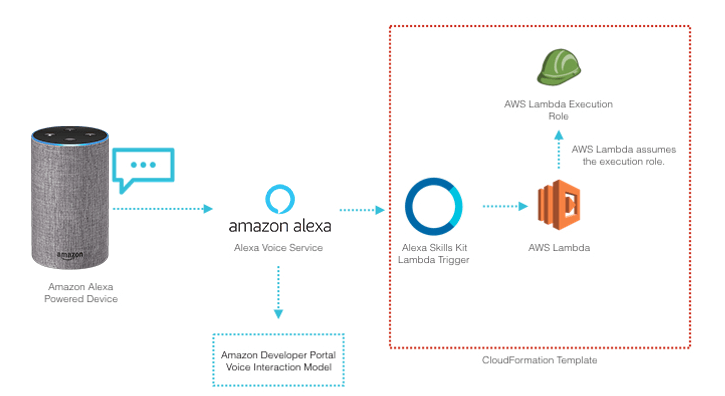 AWS Lambda Execution
Role
AWS Lambda assumes
the execution role.
amazon
amazon alexa
Alexa Voice Service
Alexa Skills Kit
Lambda Trigger
AWS Lambda
Amazon Alexa
Powered Device
Amazon Developer Portal
Voice Interaction Model
CloudFormation Template